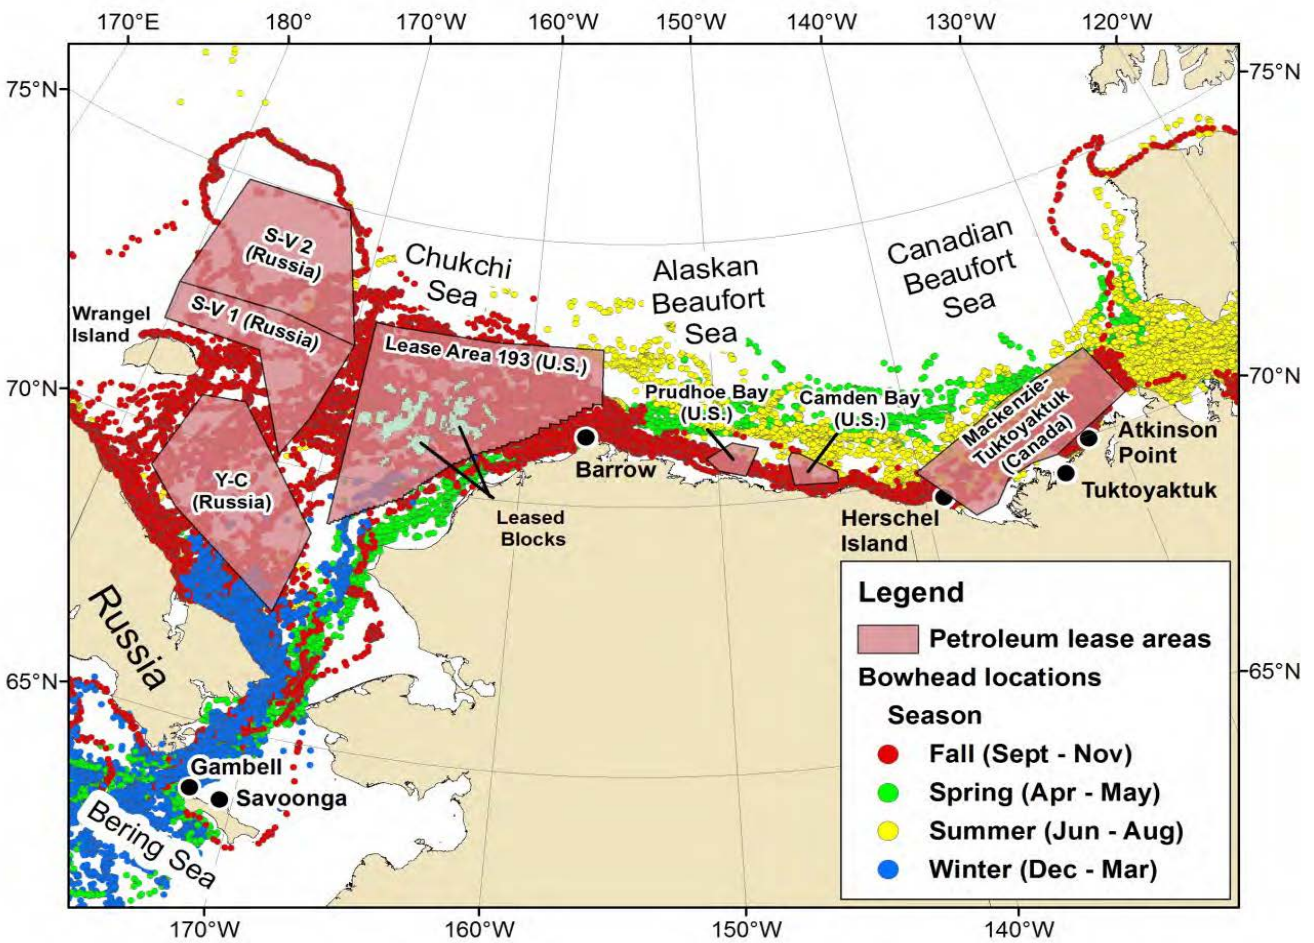 170°E
180°
170°W
160°W
150°W
140°W
130°W
120°W
75°N
75°N
S-V 2
(Russia)
Chukchi
Sea
Alaskan
Beaufort
Sea
Canadian
Beaufort
Sea
Wrangel
Island
S-V 1 (Russia)
Lease Area 193 (U.S.)
70°N
70°N
Prudhoe Bay
(U.S.)
Camden Bay
(U.S.)
Mackenzie-
Tuktoyaktuk
(Canada)
Atkinson
Point
Barrow
Y-C
(Russia)
Tuktoyaktuk
Leased
Blocks
Herschel
Island
Russia
65°N
65°N
Gambell
Savoonga
Bering Sea
Legend
Petroleum lease areas
Bowhead locations
Season
Fall (Sept - Nov)
Spring (Apr - May)
Summer (Jun - Aug)
Winter (Dec - Mar)
170°W
160°W
150°W
140°W